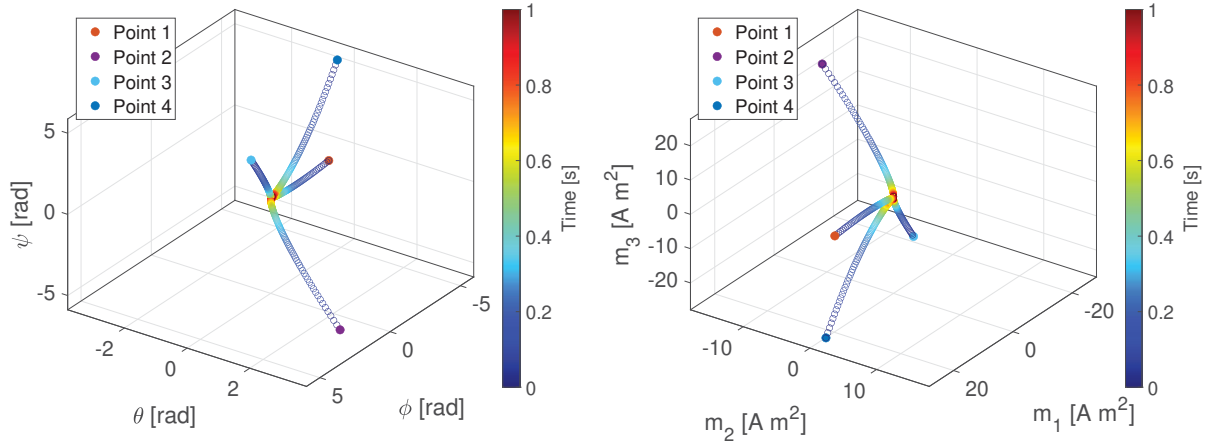 Point 1
Point 2
Point 3
Point 4
5
0
-5
ψ [rad]
-2
0
2
θ [rad]
-5
0
5
ϕ [rad]
1
0.8
0.6
0.4
0.2
0
Time [s]
Point 1
Point 2
Point 3
Point 4
20
10
0
-10
-20
m₃ [A m²]
-10
0
10
m₂ [A m²]
-20
0
20
m₁ [A m²]
1
0.8
0.6
0.4
0.2
0
Time [s]